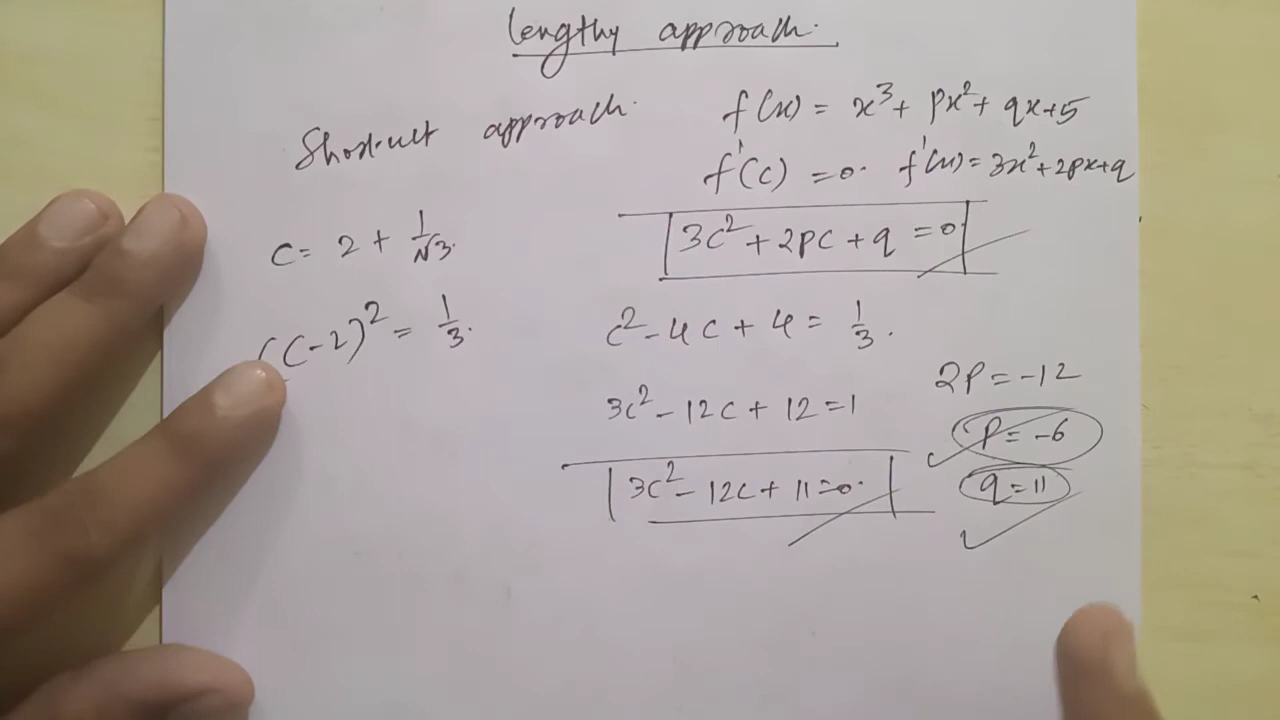 lengthy approach.
Shortcut approach.
f(x) = x³ + px² + qx+5
f'(c) = 0. f'(x) = 3x² + 2px+q
c = 2 + 1/√3.
3c² + 2pc + q = 0
(c-2)² = 1/3.
c² - 4c + 4 = 1/3.
3c² - 12c + 12 = 1
2p = -12
p = -6
3c² - 12c + 11 = 0.
q = 11